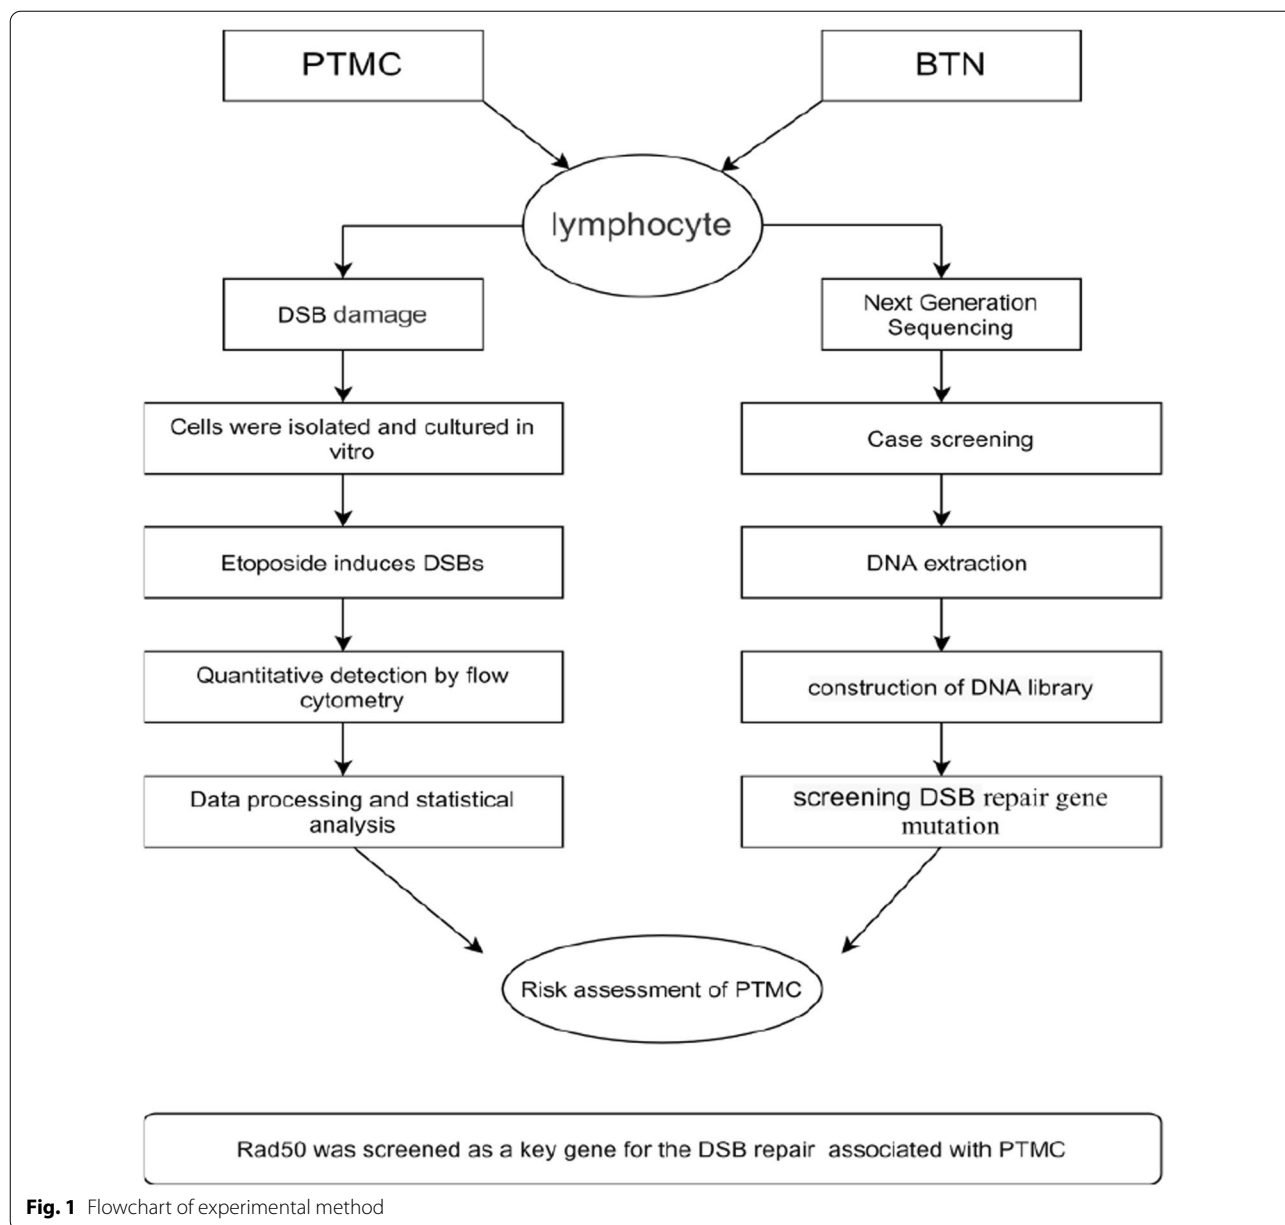 PTMC
BTN
lymphocyte
DSB damage
Next Generation
Sequencing
Cells were isolated and cultured in
vitro
Case screening
Etoposide induces DSBs
DNA extraction
Quantitative detection by flow
cytometry
construction of DNA library
Data processing and statistical
analysis
screening DSB repair gene
mutation
Risk assessment of PTMC
Rad50 was screened as a key gene for the DSB repair associated with PTMC
Fig. 1 Flowchart of experimental method